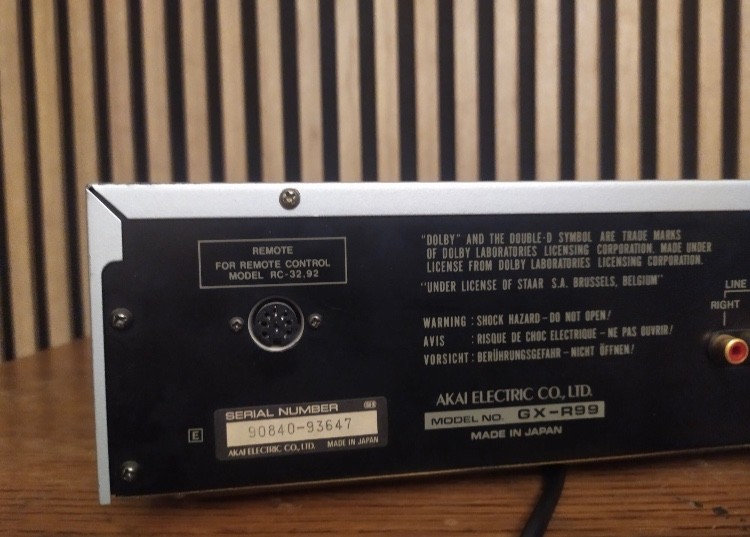 REMOTE
FOR REMOTE CONTROL
MODEL RC-32.92
"DOLBY" AND THE DOUBLE-D SYMBOL ARE TRADE MARKS
OF DOLBY LABORATORIES LICENSING CORPORATION. MADE UNDER
LICENSE FROM DOLBY LABORATORIES LICENSING CORPORATION.
"UNDER LICENSE OF STAAR S.A. BRUSSELS, BELGIUM"
WARNING : SHOCK HAZARD-DO NOT OPEN!
AVIS : RISQUE DE CHOC ELECTRIQUE-NE PAS OUVRIR!
VORSICHT : BERÜHRUNGSGEFAHR-NICHT ÖFFNEN!
LINE
RIGHT
AKAI ELECTRIC CO., LTD.
MODEL NO. GX-R99
MADE IN JAPAN
E
SERIAL NUMBER
90840-93647
AKAI ELECTRIC CO., LTD. MADE IN JAPAN